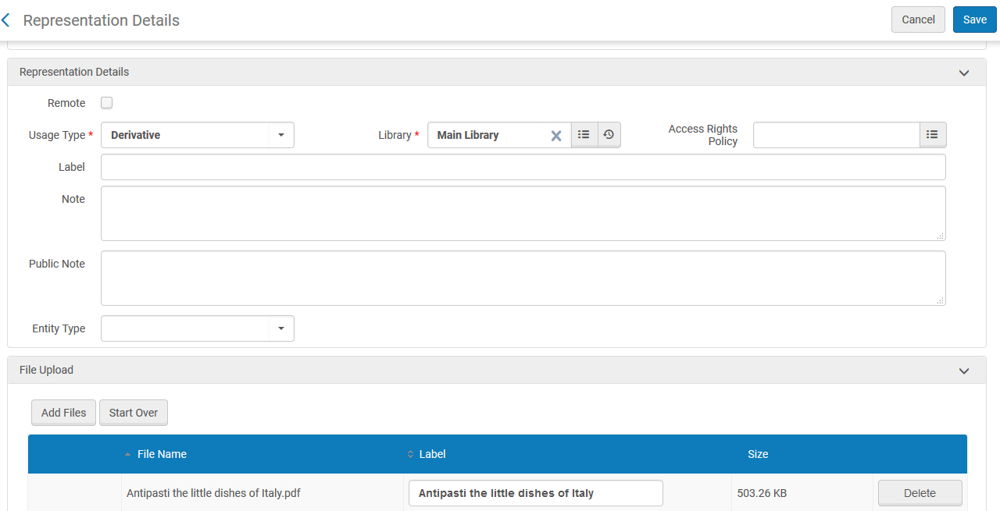 Representation Details
Cancel
Save
Representation Details
Remote
Usage Type * Derivative
Library * Main Library
Access Rights
Policy
Label
Note
Public Note
Entity Type
File Upload
Add Files
Start Over
File Name
Label
Size
Antipasti the little dishes of Italy.pdf
Antipasti the little dishes of Italy
503.26 KB
Delete